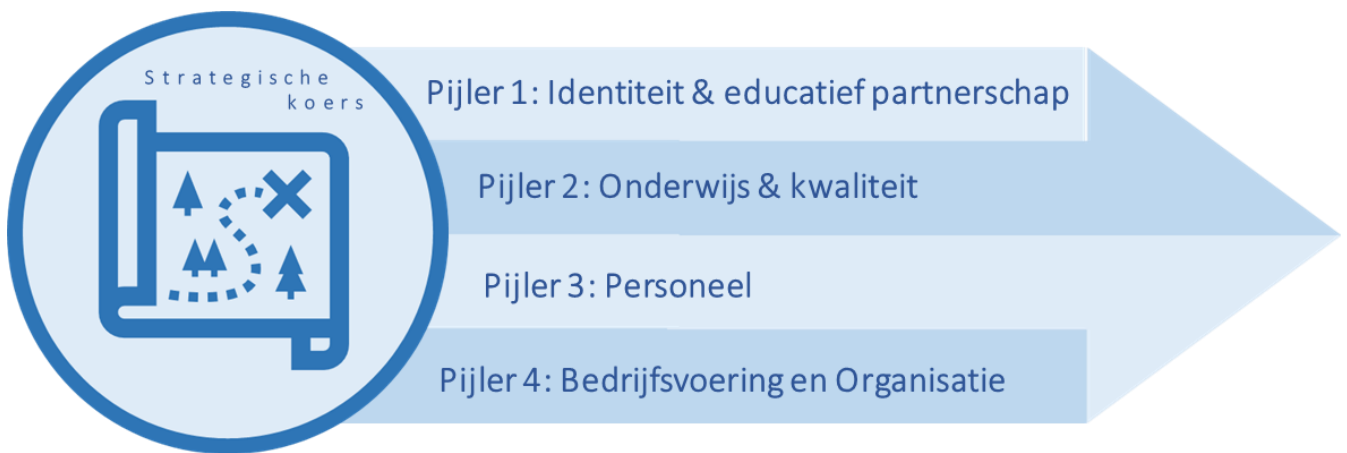 Strategische
koers
Pijler 1: Identiteit & educatief partnerschap
Pijler 2: Onderwijs & kwaliteit
Pijler 3: Personeel
Pijler 4: Bedrijfsvoering en Organisatie